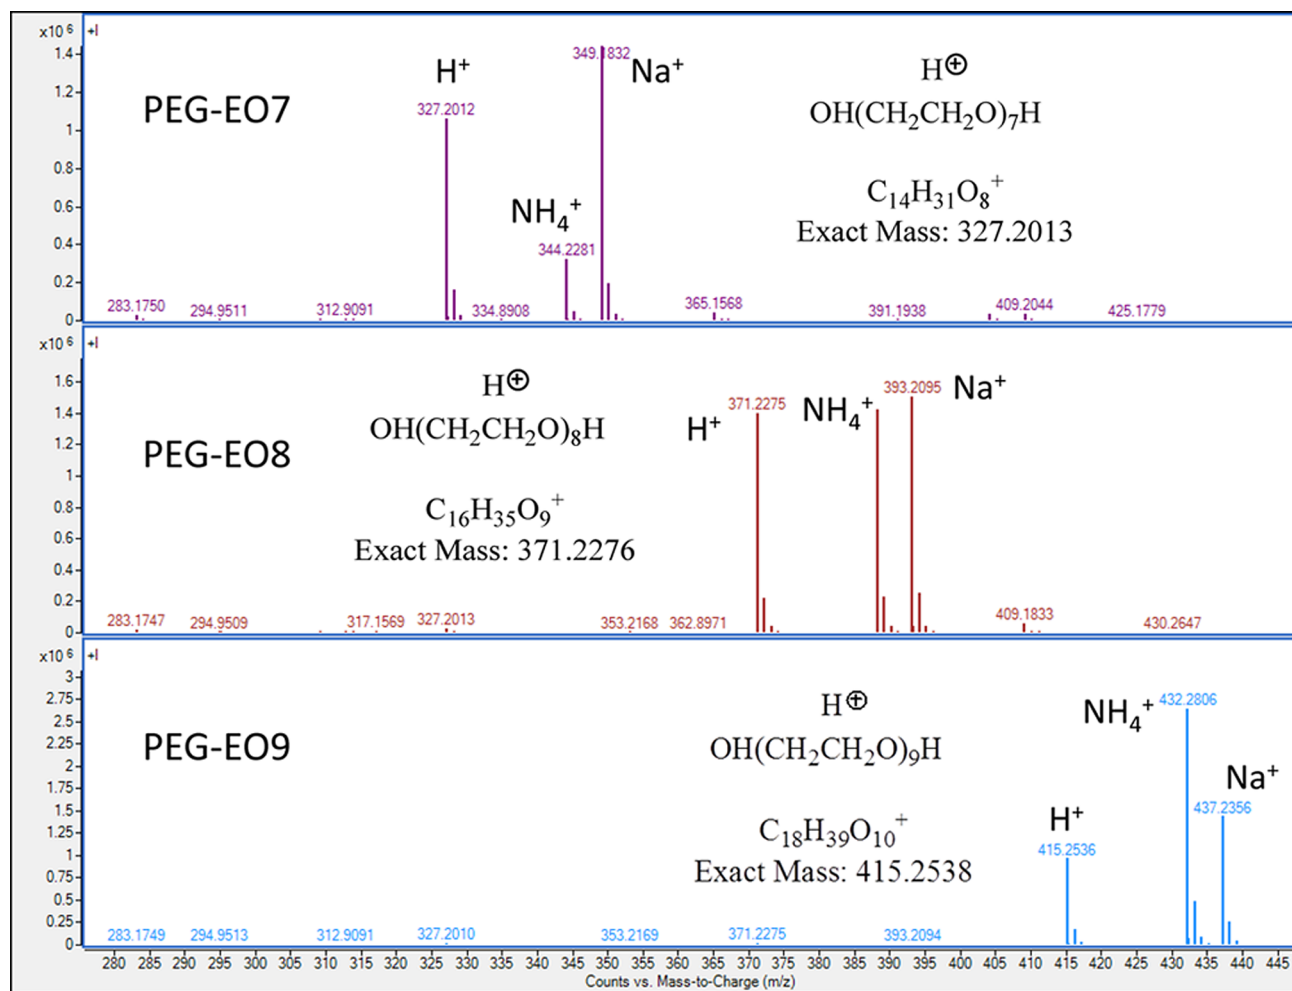 x10 6 +I
1.4
1.2
1
0.8
0.6
0.4
0.2
0
PEG-EO7
H+
327.2012
NH4+
344.2281
349.1832
Na+
H⊕
OH(CH2CH2O)7H
C14H31O8+
Exact Mass: 327.2013
283.1750 294.9511 312.9091 334.8908 365.1568 391.1938 409.2044 425.1779
x10 6 +I
1.6
1.4
1.2
1
0.8
0.6
0.4
0.2
0
PEG-EO8
H⊕
OH(CH2CH2O)8H
C16H35O9+
Exact Mass: 371.2276
H+
371.2275
NH4+
393.2095
Na+
283.1747 294.9509 317.1569 327.2013 353.2168 362.8971 409.1833 430.2647
x10 6 +I
3
2.75
2.5
2.25
2
1.75
1.5
1.25
1
0.75
0.5
0.25
0
PEG-EO9
H⊕
OH(CH2CH2O)9H
C18H39O10+
Exact Mass: 415.2538
H+
415.2536
NH4+
432.2806
Na+
437.2356
283.1749 294.9513 312.9091 327.2010 353.2169 371.2275 393.2094
280 285 290 295 300 305 310 315 320 325 330 335 340 345 350 355 360 365 370 375 380 385 390 395 400 405 410 415 420 425 430 435 440 445
Counts vs. Mass-to-Charge (m/z)